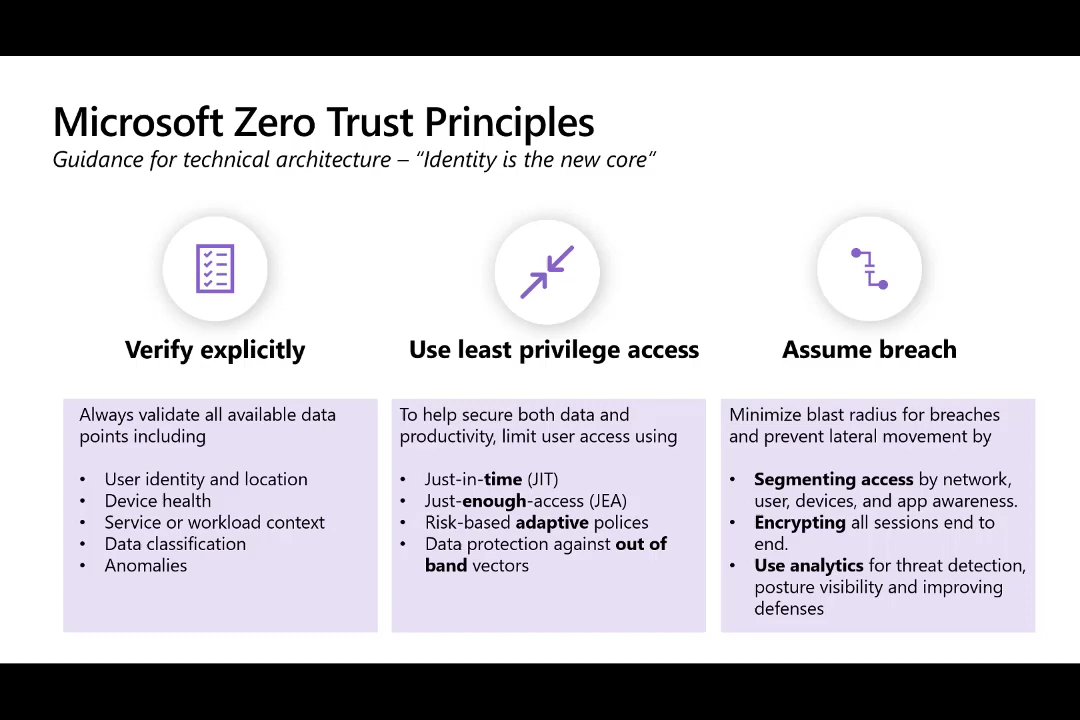 Microsoft Zero Trust Principles
Guidance for technical architecture – “Identity is the new core“
Verify explicitly
Always validate all available data
points including
• User identity and location
• Device health
• Service or workload context
• Data classification
• Anomalies
Use least privilege access
To help secure both data and
productivity, limit user access using
• Just-in-time (JIT)
• Just-enough-access (JEA)
• Risk-based adaptive polices
• Data protection against out of
band vectors
Assume breach
Minimize blast radius for breaches
and prevent lateral movement by
• Segmenting access by network,
user, devices, and app awareness.
• Encrypting all sessions end to
end.
• Use analytics for threat detection,
posture visibility and improving
defenses